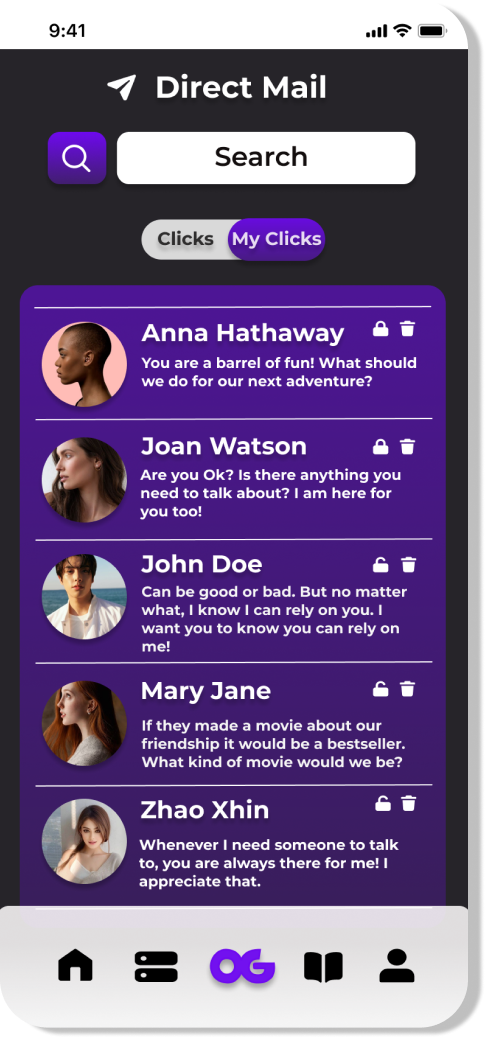 9:41
Direct Mail
Search
Clicks
My Clicks
Anna Hathaway
You are a barrel of fun! What should
we do for our next adventure?
Joan Watson
Are you Ok? Is there anything you
need to talk about? I am here for
you too!
John Doe
Can be good or bad. But no matter
what, I know I can rely on you. I
want you to know you can rely on
me!
Mary Jane
If they made a movie about our
friendship it would be a bestseller.
What kind of movie would we be?
Zhao Xhin
Whenever I need someone to talk
to, you are always there for me! I
appreciate that.
OG